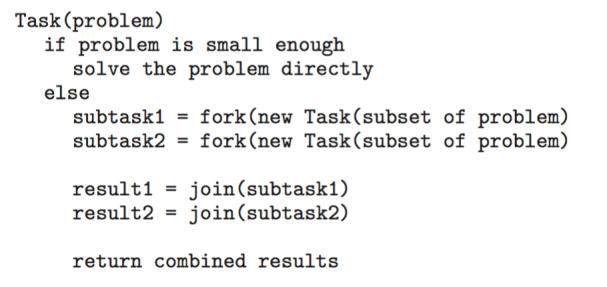 Task(problem)
if problem is small enough
solve the problem directly
else
subtask1 = fork(new Task(subset of problem)
subtask2 = fork(new Task(subset of problem)
result1 = join(subtask1)
result2 = join(subtask2)
return combined results